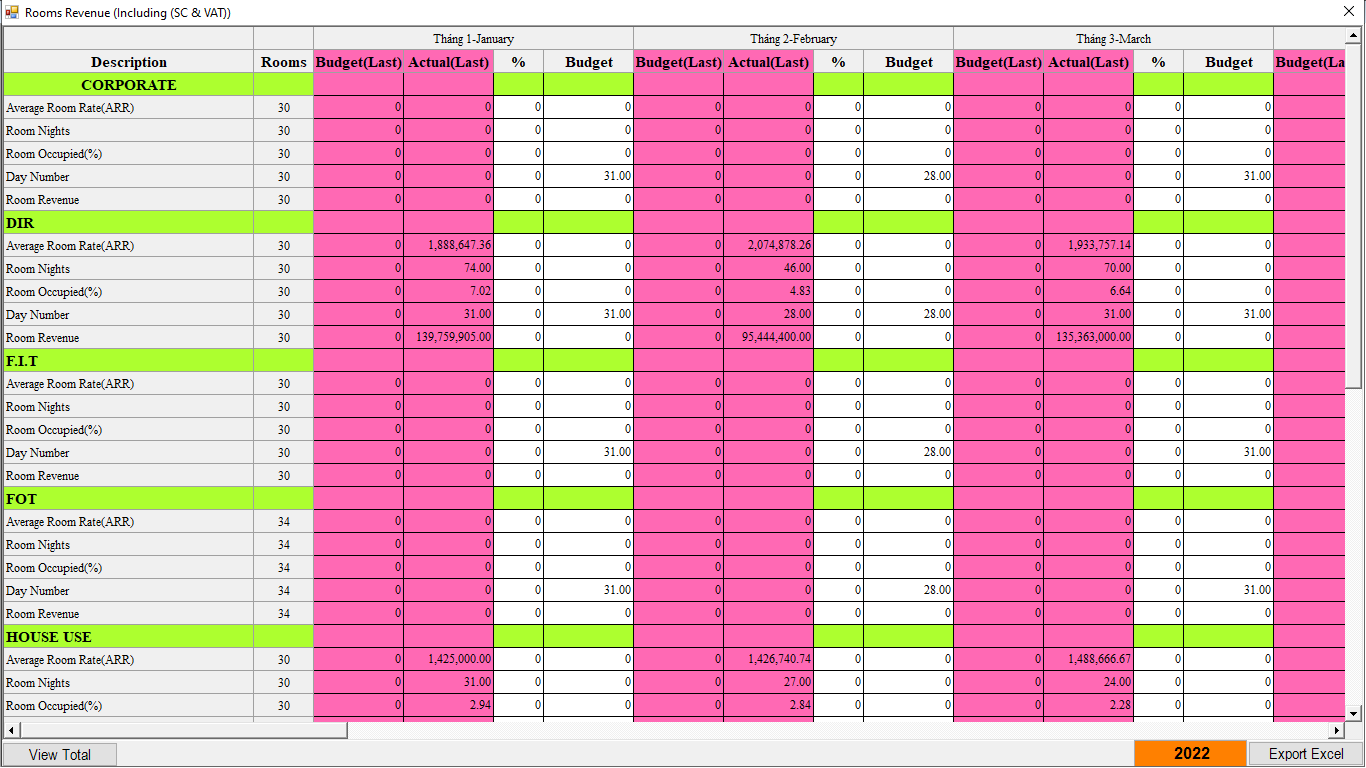 Rooms Revenue (Including (SC & VAT))
Tháng 1-January Tháng 2-February Tháng 3-March
Description Rooms Budget(Last) Actual(Last) % Budget Budget(Last) Actual(Last) % Budget Budget(Last) Actual(Last) % Budget Budget(La
CORPORATE
Average Room Rate(ARR) 30 0 0 0 0 0 0 0 0 0 0 0 0
Room Nights 30 0 0 0 0 0 0 0 0 0 0 0 0
Room Occupied(%) 30 0 0 0 0 0 0 0 0 0 0 0 0
Day Number 30 0 0 0 31.00 0 0 0 28.00 0 0 0 31.00
Room Revenue 30 0 0 0 0 0 0 0 0 0 0 0 0
DIR
Average Room Rate(ARR) 30 0 1,888,647.36 0 0 0 2,074,878.26 0 0 0 1,933,757.14 0 0
Room Nights 30 0 74.00 0 0 0 46.00 0 0 0 70.00 0 0
Room Occupied(%) 30 0 7.02 0 0 0 4.83 0 0 0 6.64 0 0
Day Number 30 0 31.00 0 31.00 0 28.00 0 28.00 0 31.00 0 31.00
Room Revenue 30 0 139,759,905.00 0 0 0 95,444,400.00 0 0 0 135,363,000.00 0 0
F.I.T
Average Room Rate(ARR) 30 0 0 0 0 0 0 0 0 0 0 0 0
Room Nights 30 0 0 0 0 0 0 0 0 0 0 0 0
Room Occupied(%) 30 0 0 0 0 0 0 0 0 0 0 0 0
Day Number 30 0 0 0 31.00 0 0 0 28.00 0 0 0 31.00
Room Revenue 30 0 0 0 0 0 0 0 0 0 0 0 0
FOT
Average Room Rate(ARR) 34 0 0 0 0 0 0 0 0 0 0 0 0
Room Nights 34 0 0 0 0 0 0 0 0 0 0 0 0
Room Occupied(%) 34 0 0 0 0 0 0 0 0 0 0 0 0
Day Number 34 0 0 0 31.00 0 0 0 28.00 0 0 0 31.00
Room Revenue 34 0 0 0 0 0 0 0 0 0 0 0 0
HOUSE USE
Average Room Rate(ARR) 30 0 1,425,000.00 0 0 0 1,426,740.74 0 0 0 1,488,666.67 0 0
Room Nights 30 0 31.00 0 0 0 27.00 0 0 0 24.00 0 0
Room Occupied(%) 30 0 2.94 0 0 0 2.84 0 0 0 2.28 0 0
View Total 2022 Export Excel